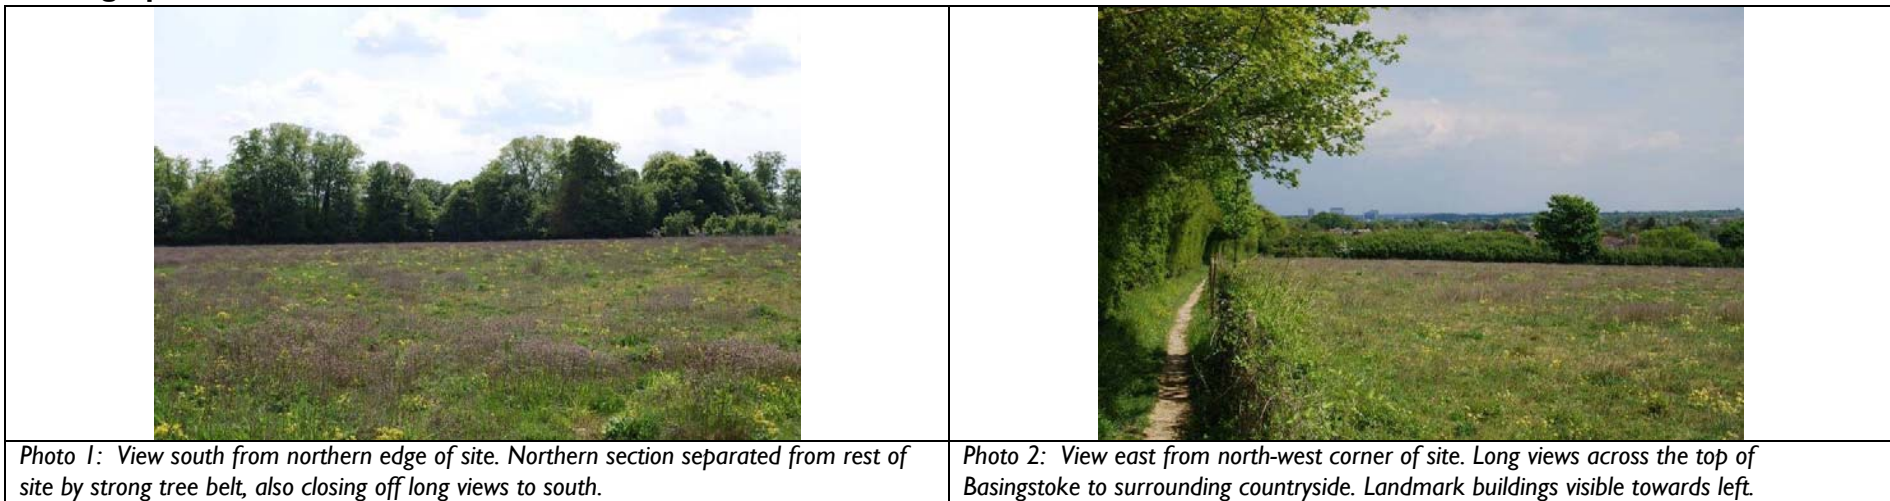 Photo 1: View south from northern edge of site. Northern section separated from rest of
site by strong tree belt, also closing off long views to south.
Photo 2: View east from north-west corner of site. Long views across the top of
Basingstoke to surrounding countryside. Landmark buildings visible towards left.